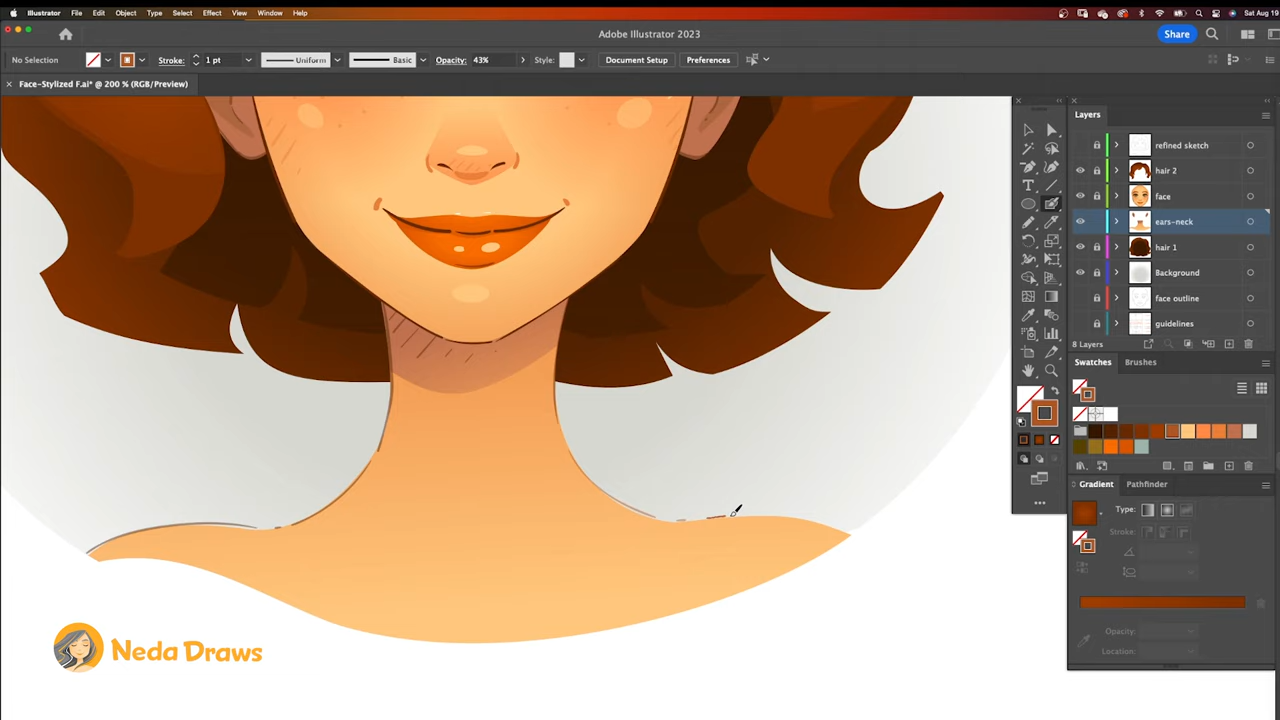 Illustrator File Edit Object Type Select Effect View Window Help Sat Aug 19
Adobe Illustrator 2023 Share
No Selection Stroke: 1 pt Uniform Basic Opacity: 43% Style: Document Setup Preferences
Face-Stylized F.ai* @ 200 % (RGB/Preview)
Layers
refined sketch
hair 2
face
ears-neck
hair 1
Background
face outline
guidelines
8 Layers
Swatches Brushes
Gradient Pathfinder
Type:
Stroke:
Opacity:
Location:
Neda Draws